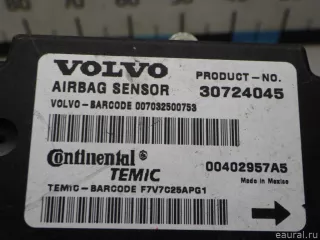 VOLVO
PRODUCT-NO.
AIRBAG SENSOR 30724045
VOLVO-BARCODE 007032500753
Continental 00402957A5
TEMIC Made in Mexico
TEMIC-BARCODE F7V7C25APG1
eaural.ru